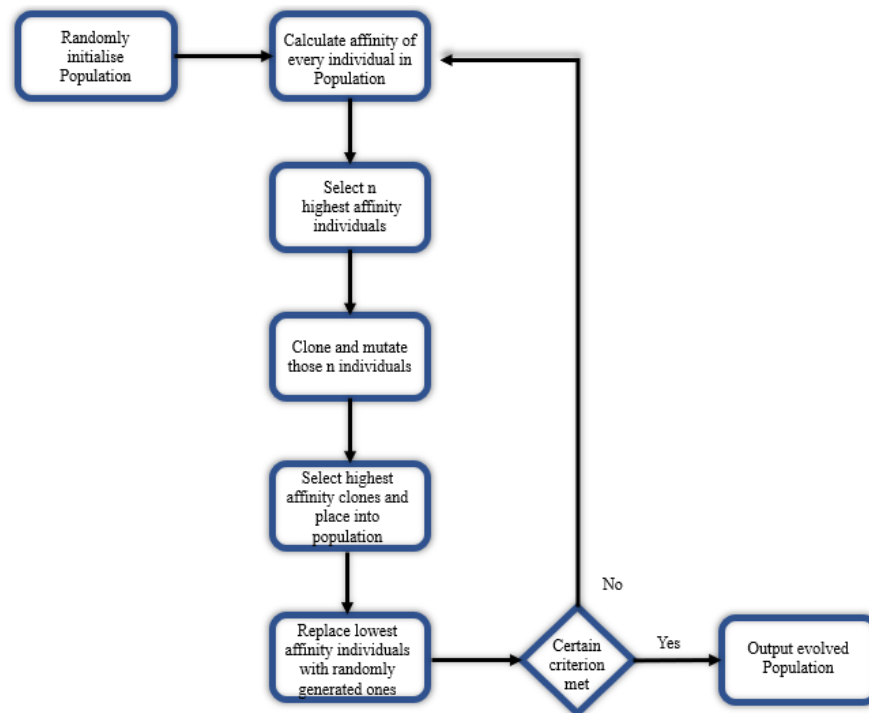 Randomly
initialise
Population
Calculate affinity of
every individual in
Population
Select n
highest affinity
individuals
Clone and mutate
those n individuals
Select highest
affinity clones and
place into
population
Replace lowest
affinity individuals
with randomly
generated ones
Certain
criterion
met
No
Yes
Output evolved
Population